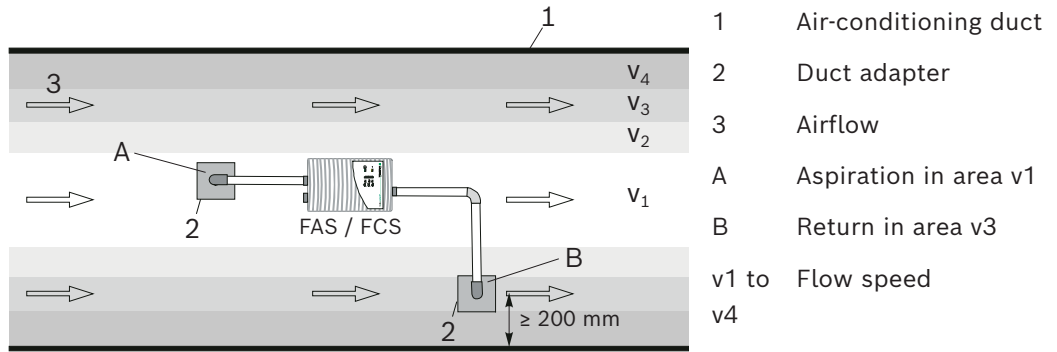 1
3
v4
v3
v2
A
v1
2
FAS / FCS
B
2
≥ 200 mm
1 Air-conditioning duct
2 Duct adapter
3 Airflow
A Aspiration in area v1
B Return in area v3
v1 to Flow speed
v4